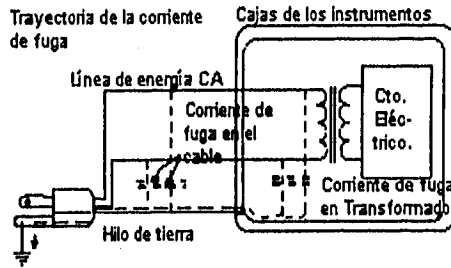 Trayectoria de la corriente
de fuga
Cajas de los instrumentos
Línea de energía CA
Corriente de
fuga en el
cable
Cto.
Eléc-
trico.
Corriente de fuga
en Transformado
Hilo de tierra